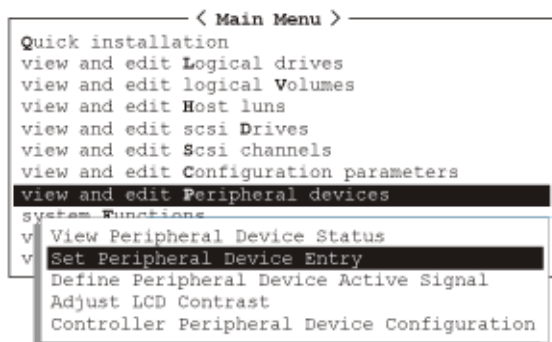 < Main Menu >
Quick installation
view and edit Logical drives
view and edit logical Volumes
view and edit Host luns
view and edit scsi Drives
view and edit Scsi channels
view and edit Configuration parameters
view and edit Peripheral devices
system Functions
v
View Peripheral Device Status
v
Set Peripheral Device Entry
Define Peripheral Device Active Signal
Adjust LCD Contrast
Controller Peripheral Device Configuration